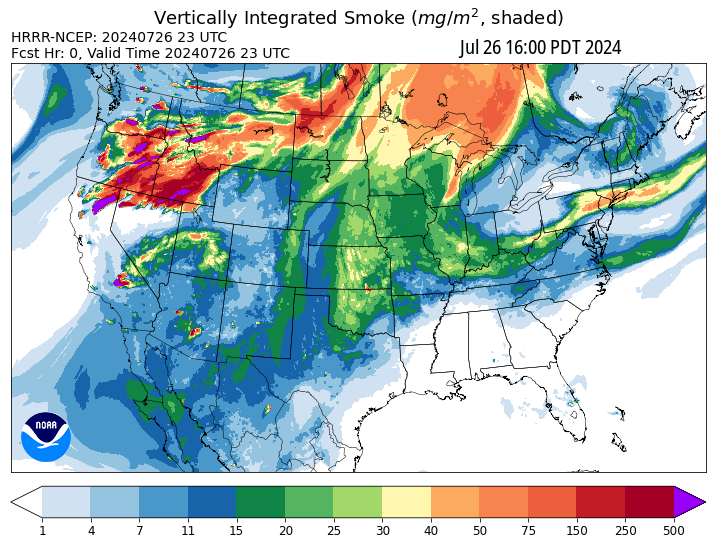 Vertically Integrated Smoke (mg/m², shaded)
HRRR-NCEP: 20240726 23 UTC
Fcst Hr: 0, Valid Time 20240726 23 UTC
Jul 26 16:00 PDT 2024
NOAA
1 4 7 11 15 20 25 30 40 50 75 150 250 500